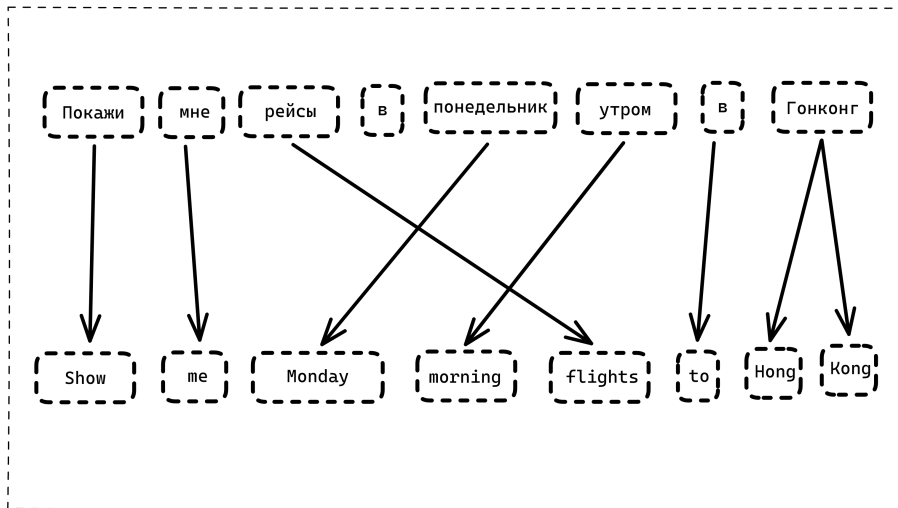 Покажи мне рейсы в понедельник утром в Гонконг
Show me Monday morning flights to Hong Kong